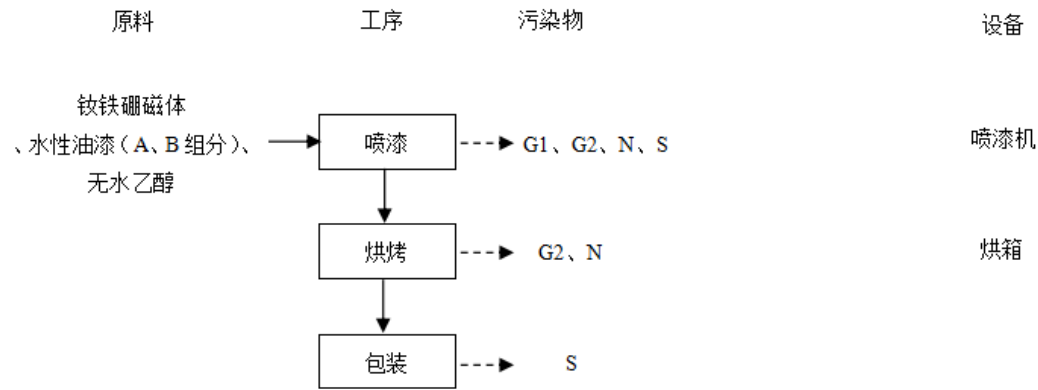 原料 工序 污染物 设备
钕铁硼磁体
、水性油漆（A、B 组分）、
无水乙醇
喷漆 G1、G2、N、S 喷漆机
烘烤 G2、N 烘箱
包装 S